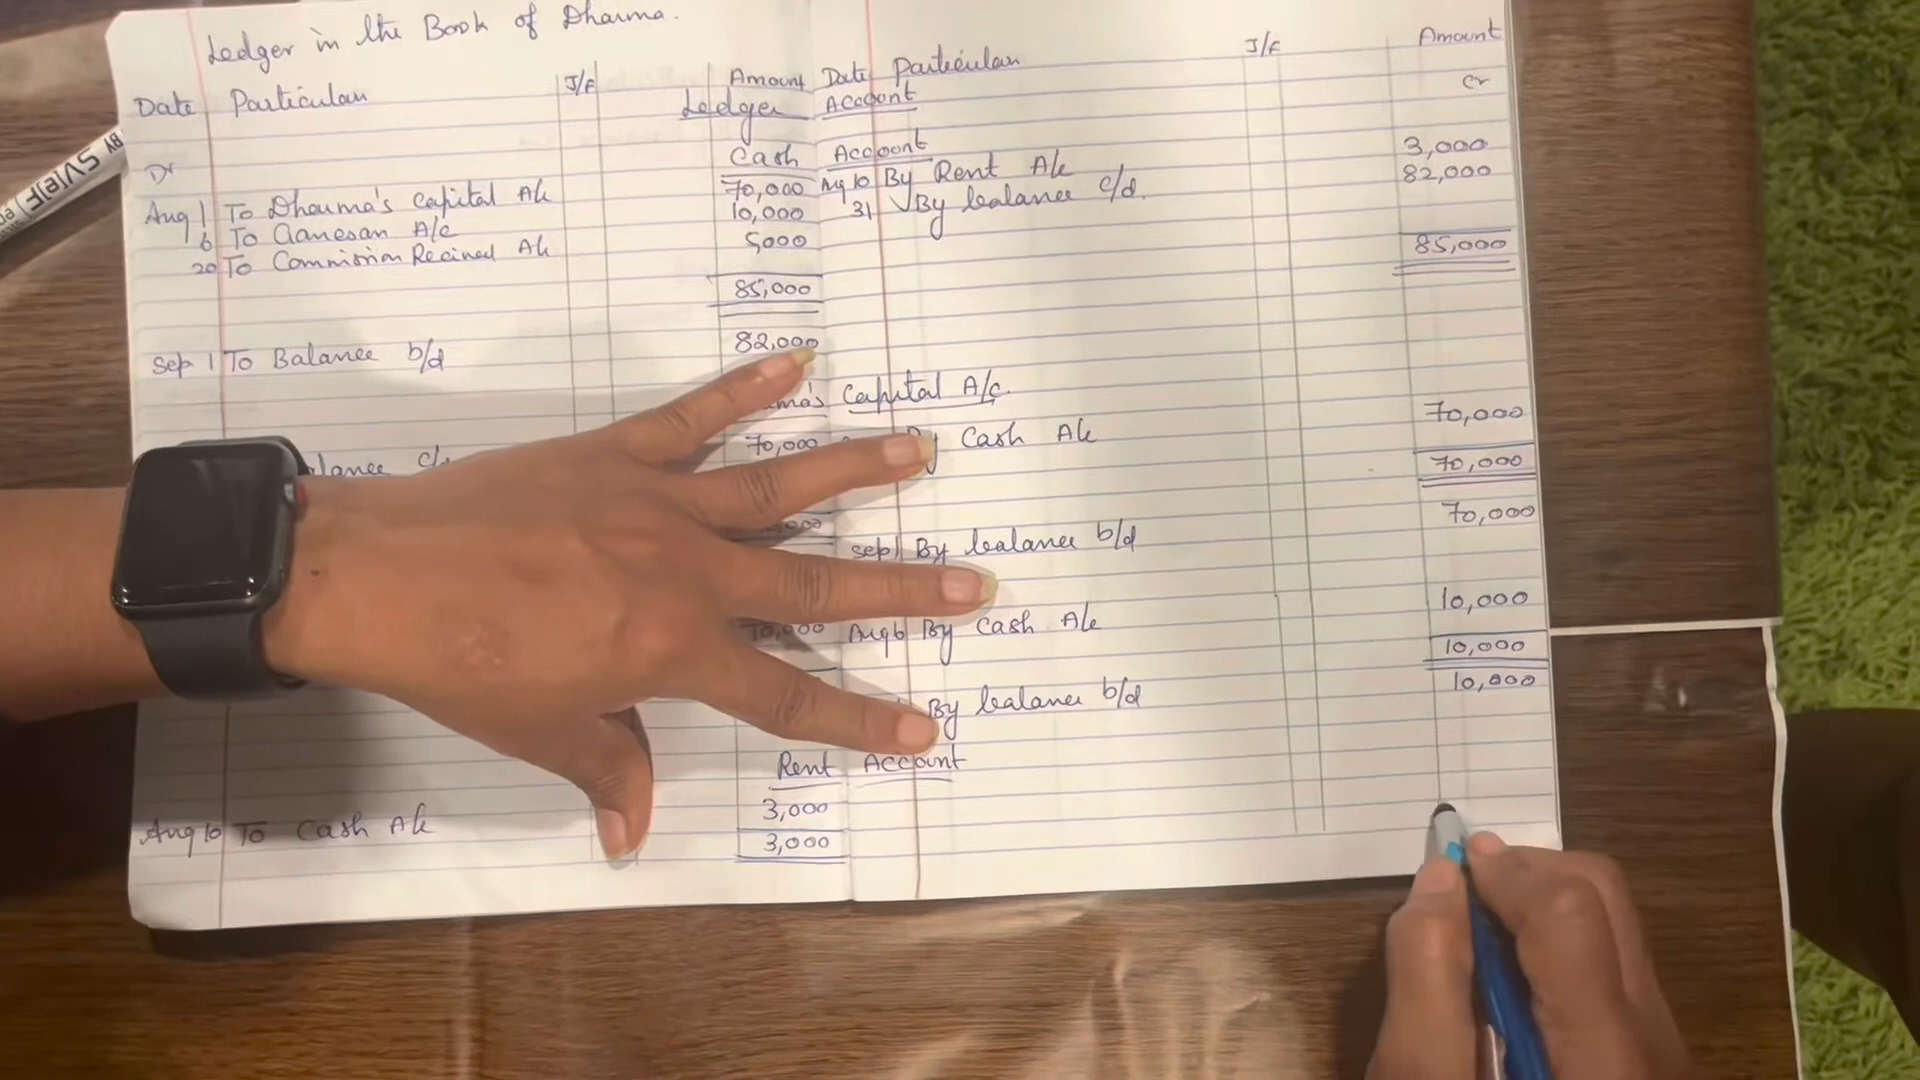 Ledger in the Book of Dharma.
Date Particulars J/F Amount Date Particulars J/F Amount
Ledger Account
Dr Cr
Cash Account
Aug 1 To Dharma's Capital A/c 70,000 Aug 10 By Rent A/c 3,000
6 To Ganesan A/c 10,000 31 By balance c/d. 82,000
20 To Commission Recived A/c 5000
85,000 85,000
Sep 1 To Balance b/d 82,000
Capital A/c.
lance 70,000 By Cash A/c 70,000
70,000
Sep 1 By balance b/d 70,000
10,000 Aug 6 By Cash A/c 10,000
10,000
By balance b/d 10,000
Rent Account
Aug 10 To Cash A/c 3,000
3,000